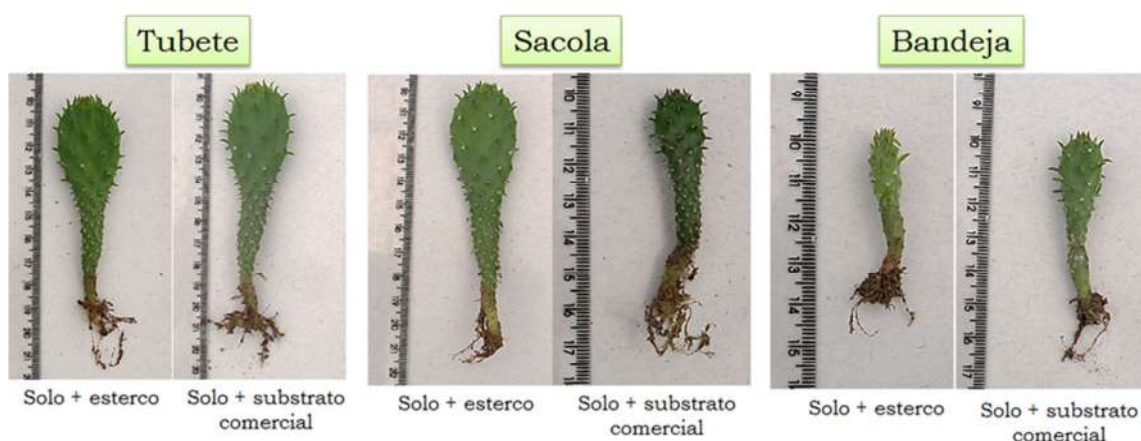 Tubete
Sacola
Bandeja
Solo + esterco
Solo + substrato
comercial
Solo + esterco
Solo + substrato
comercial
Solo + esterco
Solo + substrato
comercial